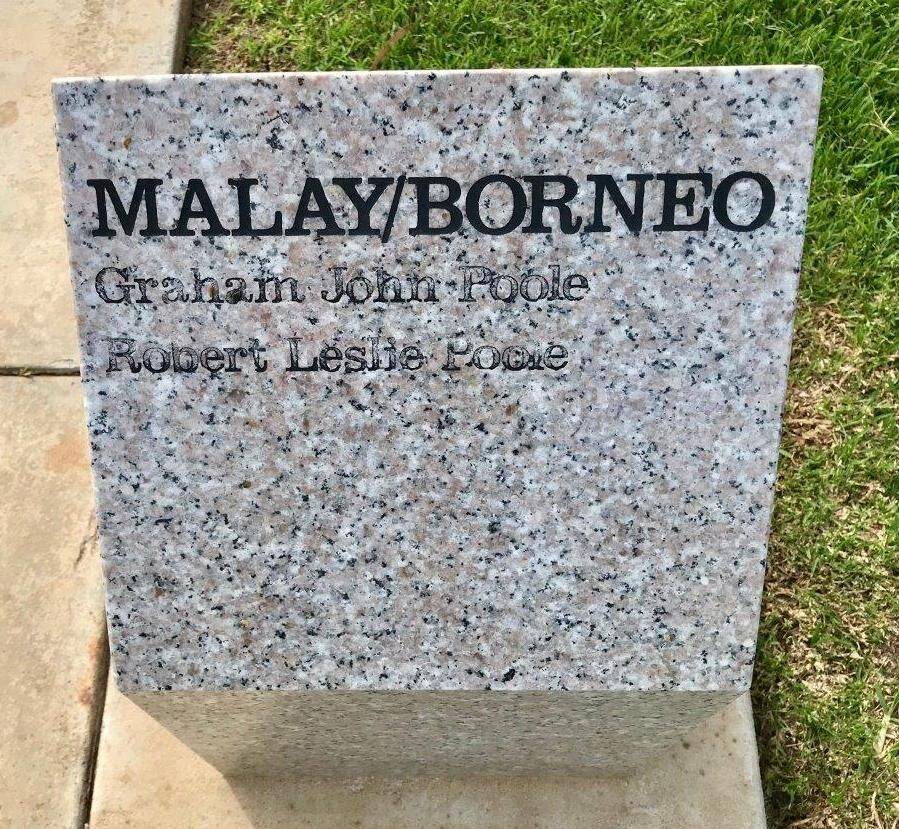 MALAY/BORNEO
Graham John Poole
Robert Leslie Poole